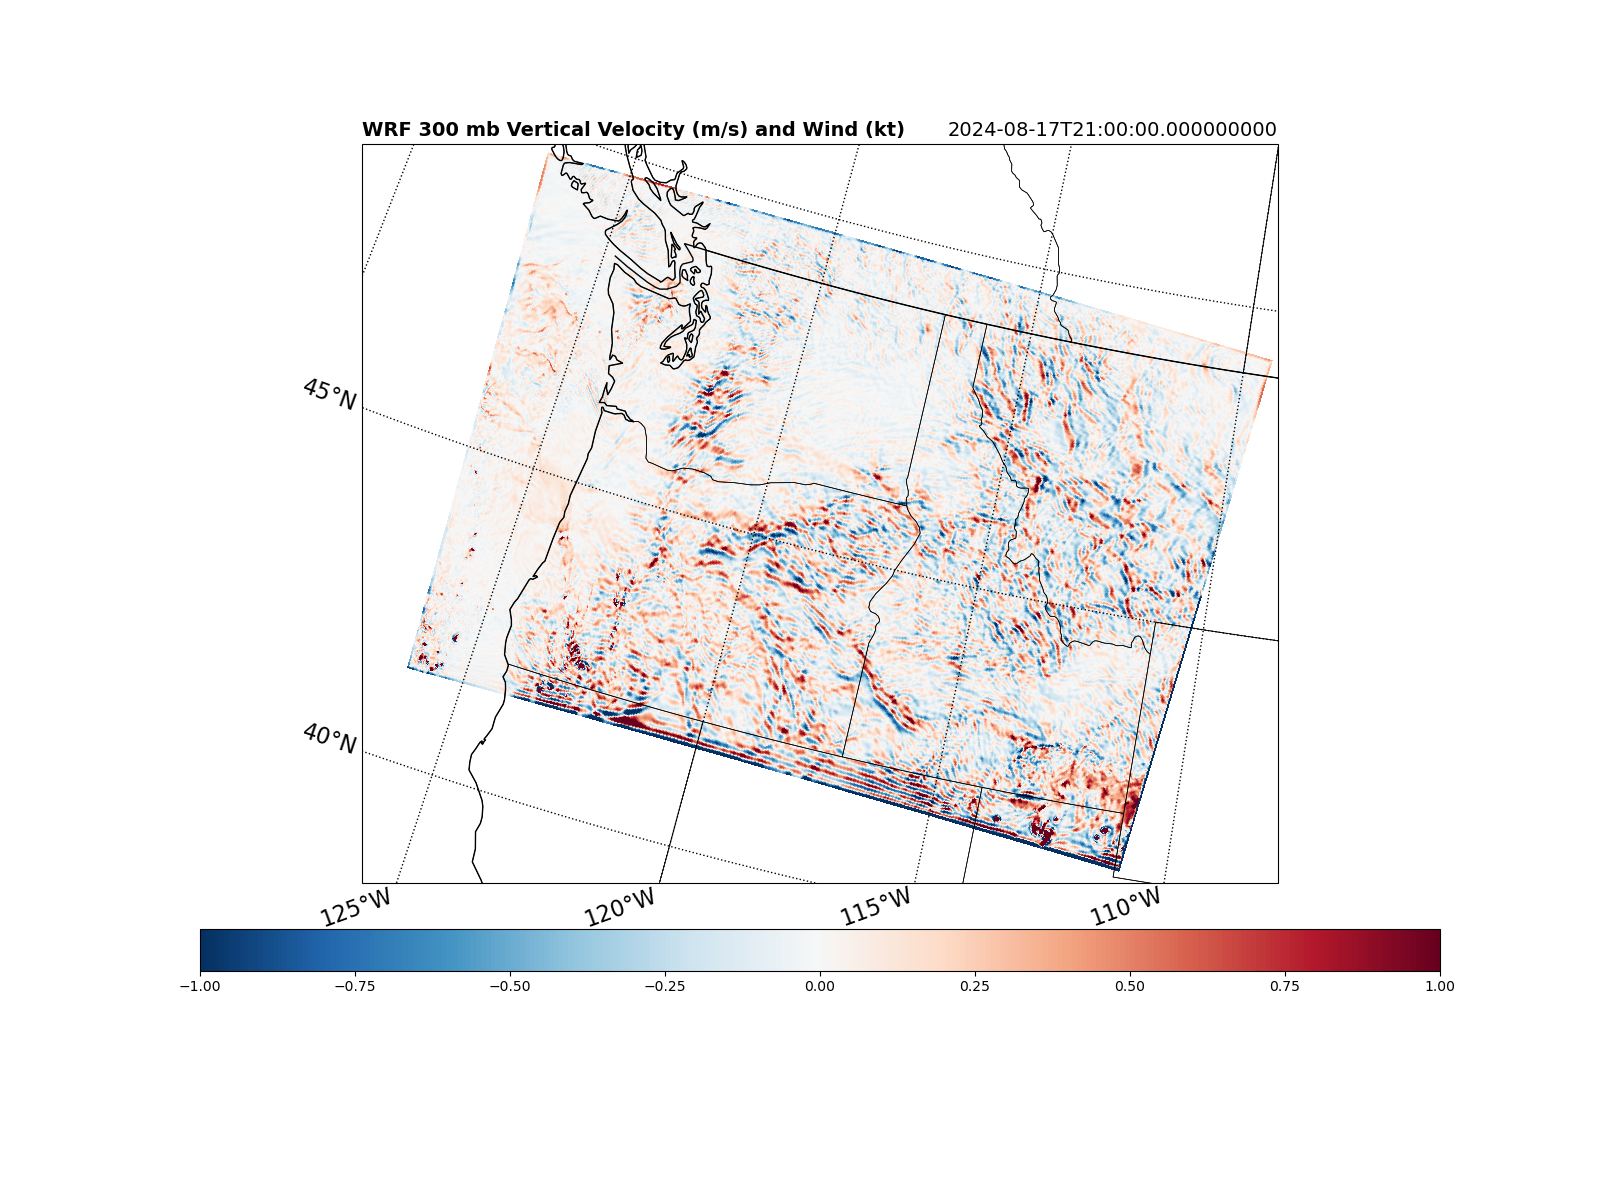 WRF 300 mb Vertical Velocity (m/s) and Wind (kt) 2024-08-17T21:00:00.000000000
45°N
40°N
125°W 120°W 115°W 110°W
−1.00 −0.75 −0.50 −0.25 0.00 0.25 0.50 0.75 1.00